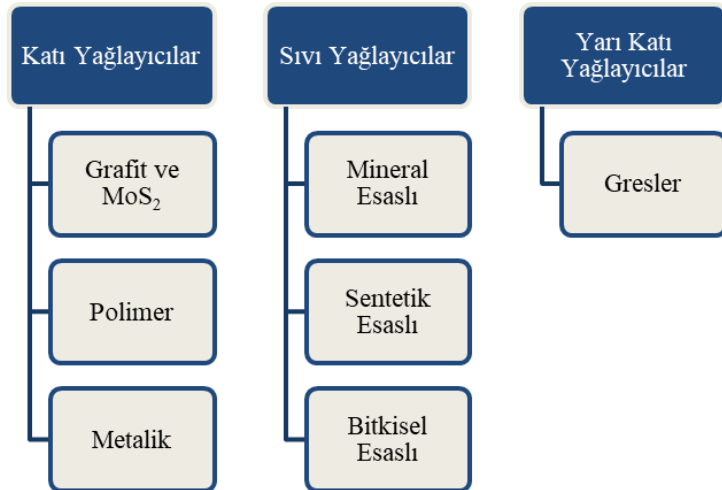 Katı Yağlayıcılar
Grafit ve
MoS₂
Polimer
Metalik
Sıvı Yağlayıcılar
Mineral
Esaslı
Sentetik
Esaslı
Bitkisel
Esaslı
Yarı Katı
Yağlayıcılar
Gresler